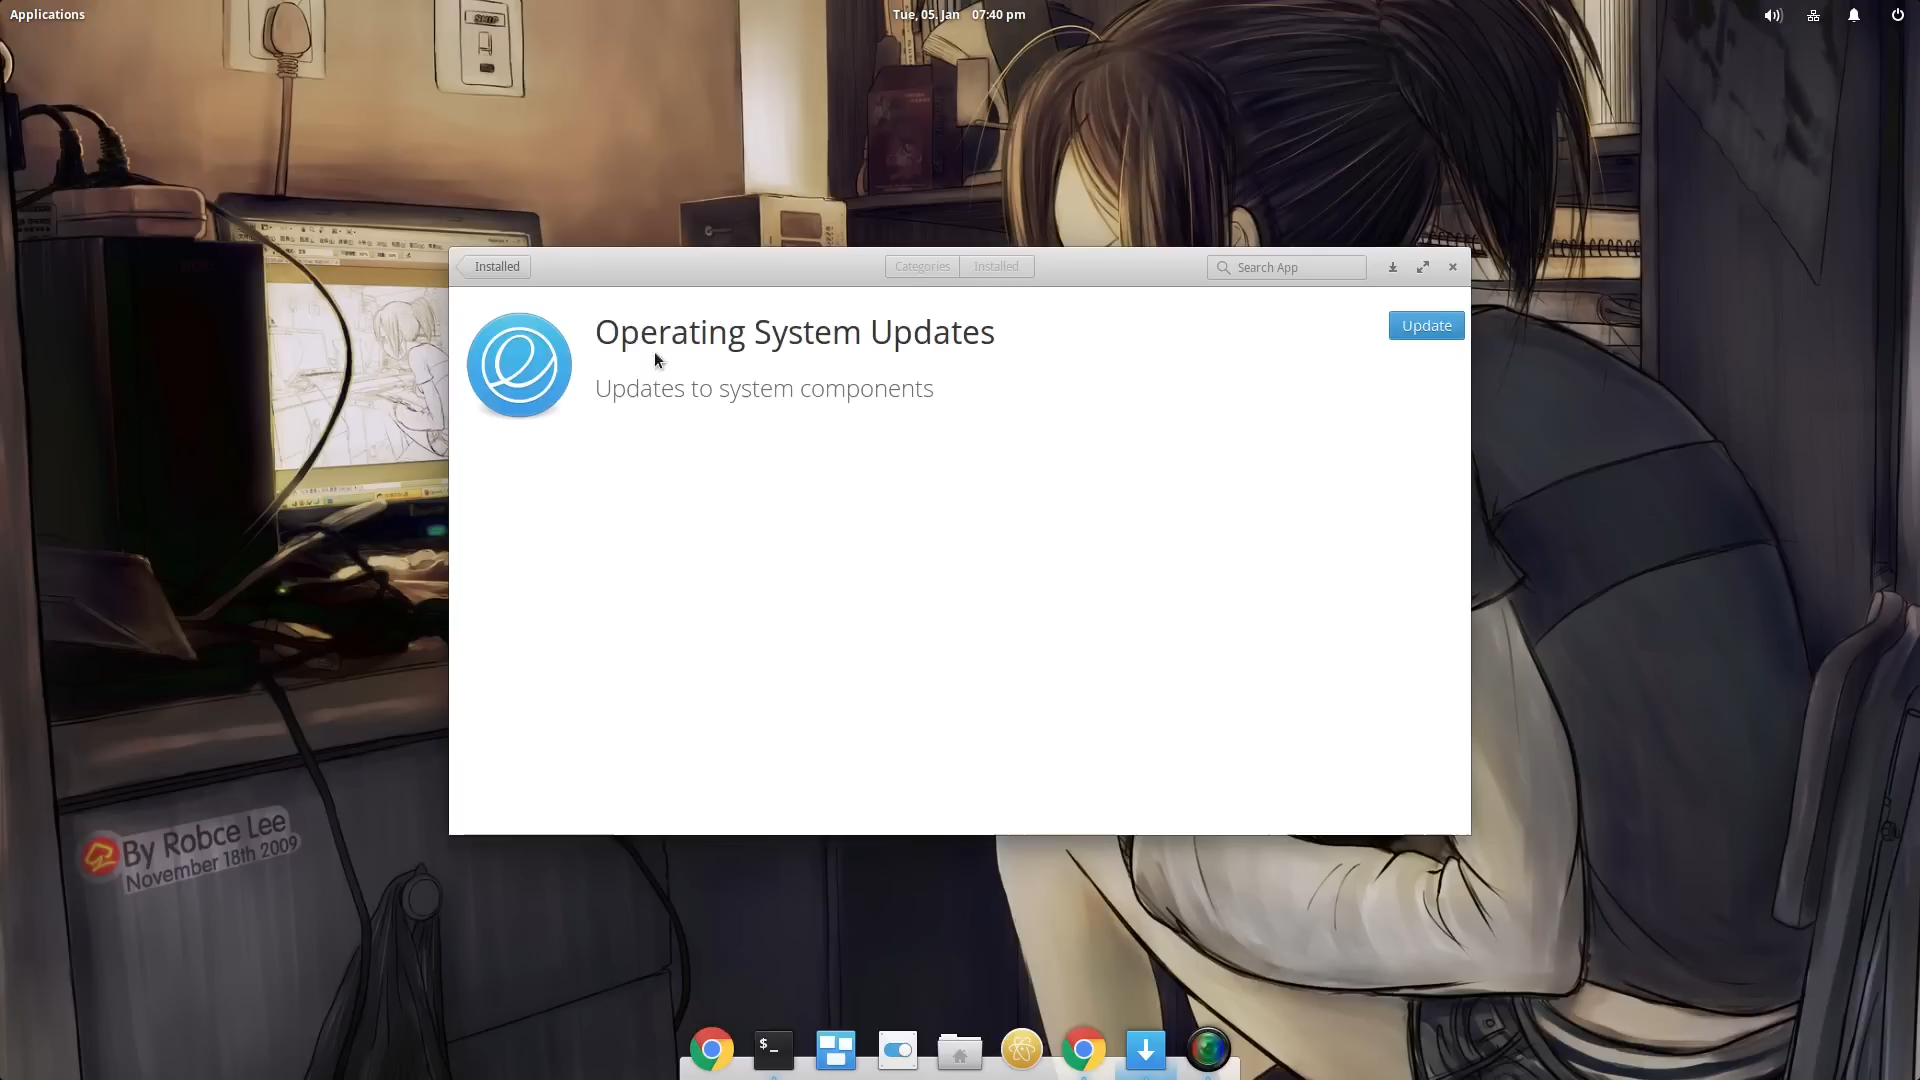 Applications
Tue, 05. Jan 07:40 pm
SKIP
Installed
Categories
Installed
Search App
Operating System Updates
Update
Updates to system components
By Robce Lee
November 18th 2009
$_